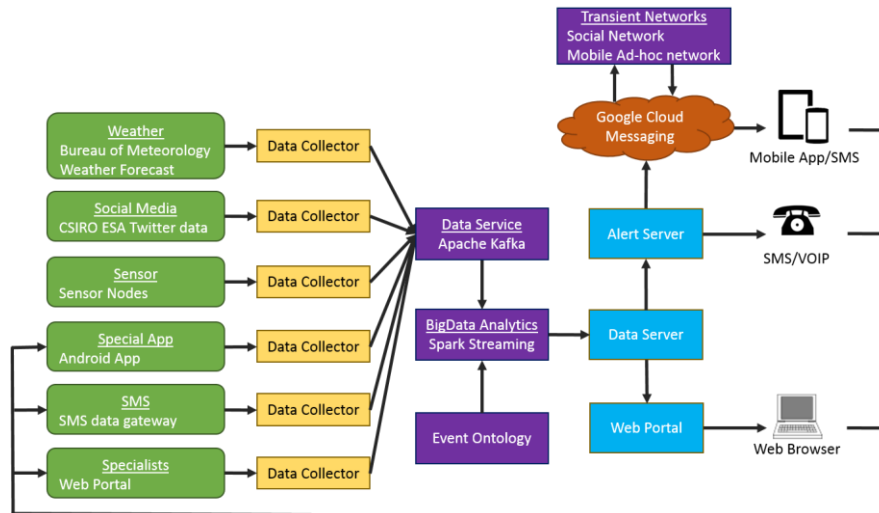 Transient Networks
Social Network
Mobile Ad-hoc network
Google Cloud
Messaging
Mobile App/SMS
Weather
Bureau of Meteorology
Weather Forecast
Data Collector
Social Media
CSIRO ESA Twitter data
Data Collector
Data Service
Apache Kafka
Alert Server
SMS/VOIP
Sensor
Sensor Nodes
Data Collector
Special App
Android App
Data Collector
BigData Analytics
Spark Streaming
Data Server
SMS
SMS data gateway
Data Collector
Event Ontology
Web Portal
Web Browser
Specialists
Web Portal
Data Collector